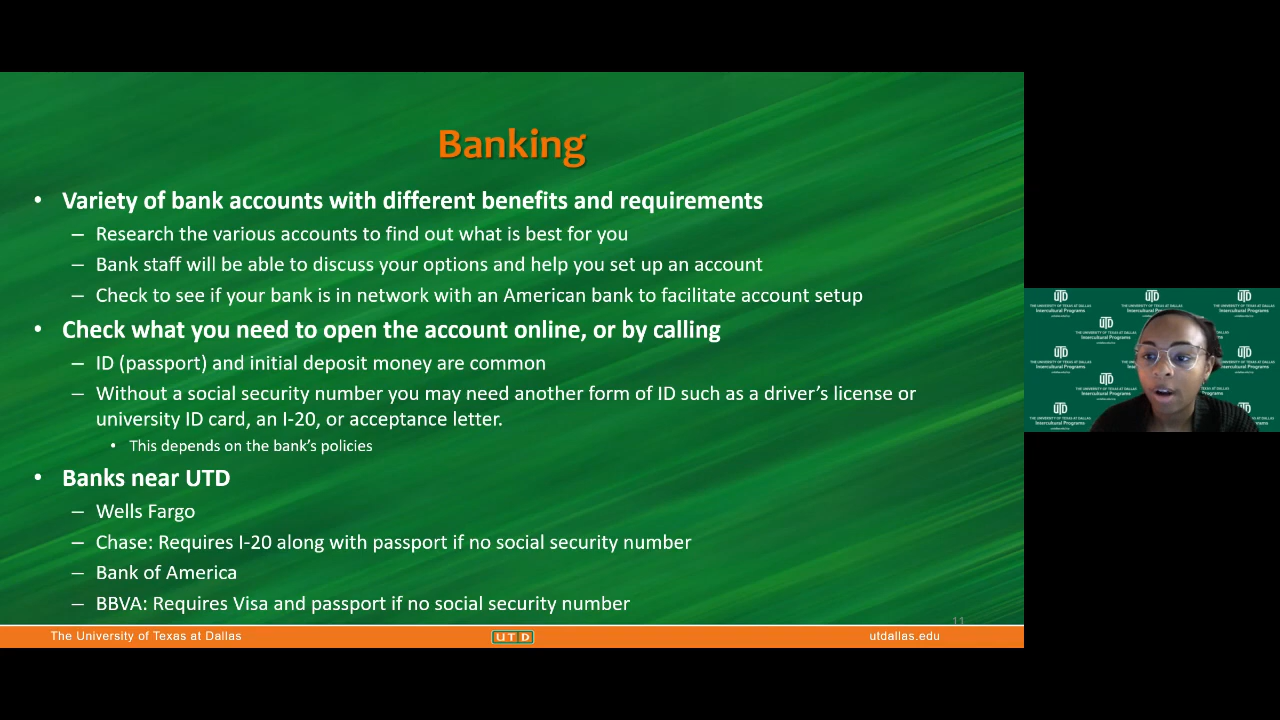 Banking
• Variety of bank accounts with different benefits and requirements
– Research the various accounts to find out what is best for you
– Bank staff will be able to discuss your options and help you set up an account
– Check to see if your bank is in network with an American bank to facilitate account setup
• Check what you need to open the account online, or by calling
– ID (passport) and initial deposit money are common
– Without a social security number you may need another form of ID such as a driver’s license or
university ID card, an I-20, or acceptance letter.
• This depends on the bank’s policies
• Banks near UTD
– Wells Fargo
– Chase: Requires I-20 along with passport if no social security number
– Bank of America
– BBVA: Requires Visa and passport if no social security number
11
The University of Texas at Dallas
UTD
utdallas.edu
UTD
THE UNIVERSITY OF TEXAS AT DALLAS
Intercultural Programs